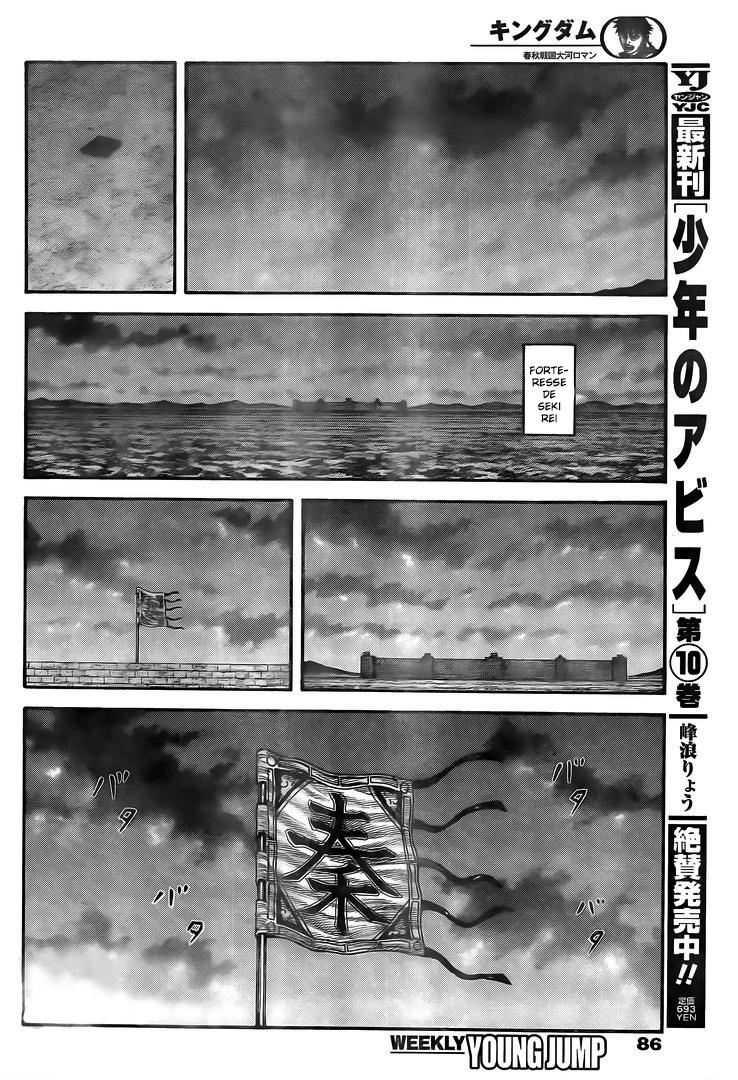 キングダム
春秋戦国大河ロマン
YJ
ヤンジャン
YJC
最新刊
[少年のアビス]
第⑩巻
峰浪りょう
絶賛発売中!!
定価
693
YEN
FORTE-
RESSE
DE
SEKI
REI
秦
バタ
バタ
バタ
バタ
WEEKLY YOUNG JUMP
86